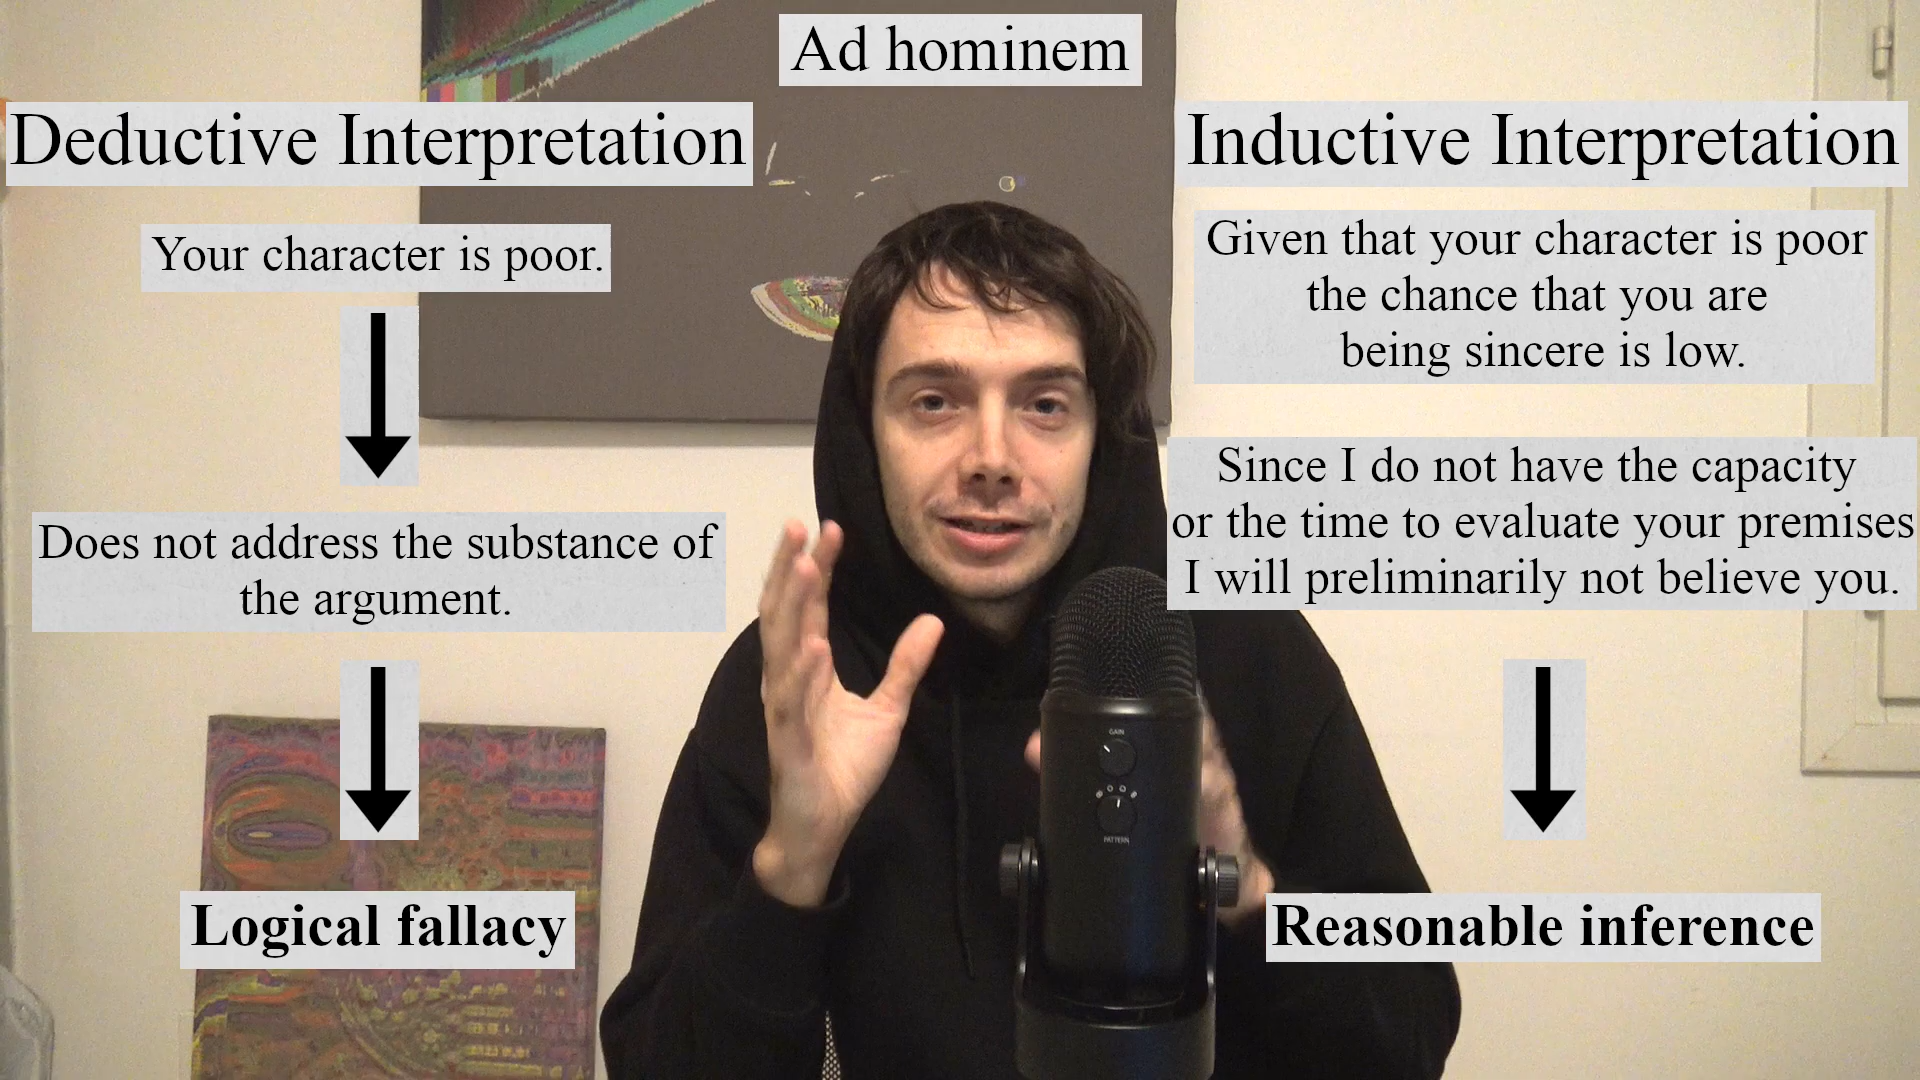 Ad hominem
Deductive Interpretation
Your character is poor.
Does not address the substance of
the argument.
Logical fallacy
Inductive Interpretation
Given that your character is poor
the chance that you are
being sincere is low.
Since I do not have the capacity
or the time to evaluate your premises
I will preliminarily not believe you.
Reasonable inference
GAIN
PATTERN